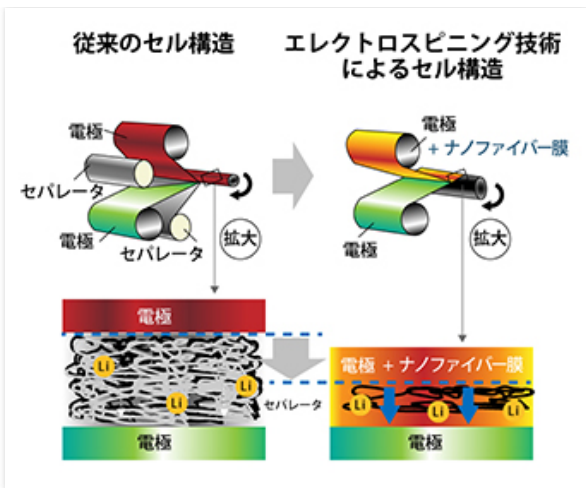 従来のセル構造
エレクトロスピニング技術
によるセル構造
電極
セパレータ
電極
セパレータ
拡大
電極
+ ナノファイバー膜
電極
拡大
電極
Li
Li
Li
セパレータ
電極
電極 + ナノファイバー膜
Li
Li
Li
電極